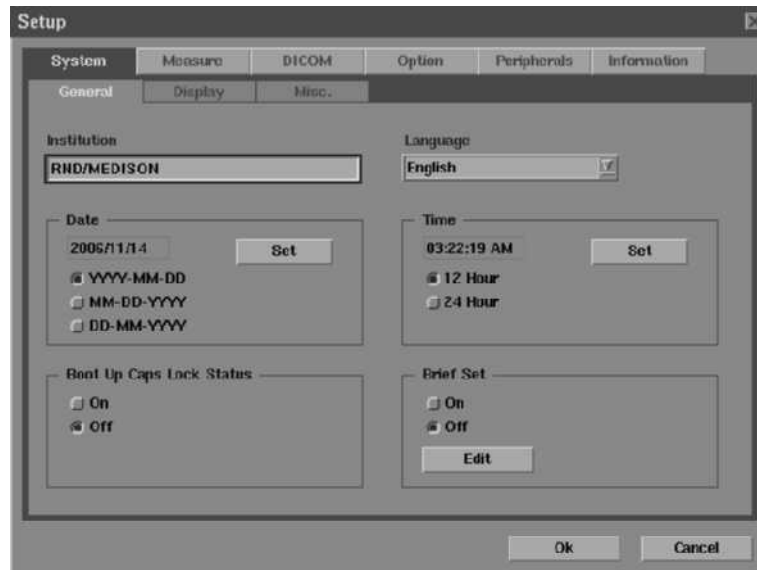 Setup
System Measure DICOM Option Peripherals Information
General Display Misc.
Institution
RND/MEDISON
Language
English
Date
2006/11/14 Set
YYYY-MM-DD
MM-DD-YYYY
DD-MM-YYYY
Time
03:22:19 AM Set
12 Hour
24 Hour
Boot Up Caps Lock Status
On
Off
Brief Set
On
Off
Edit
Ok Cancel